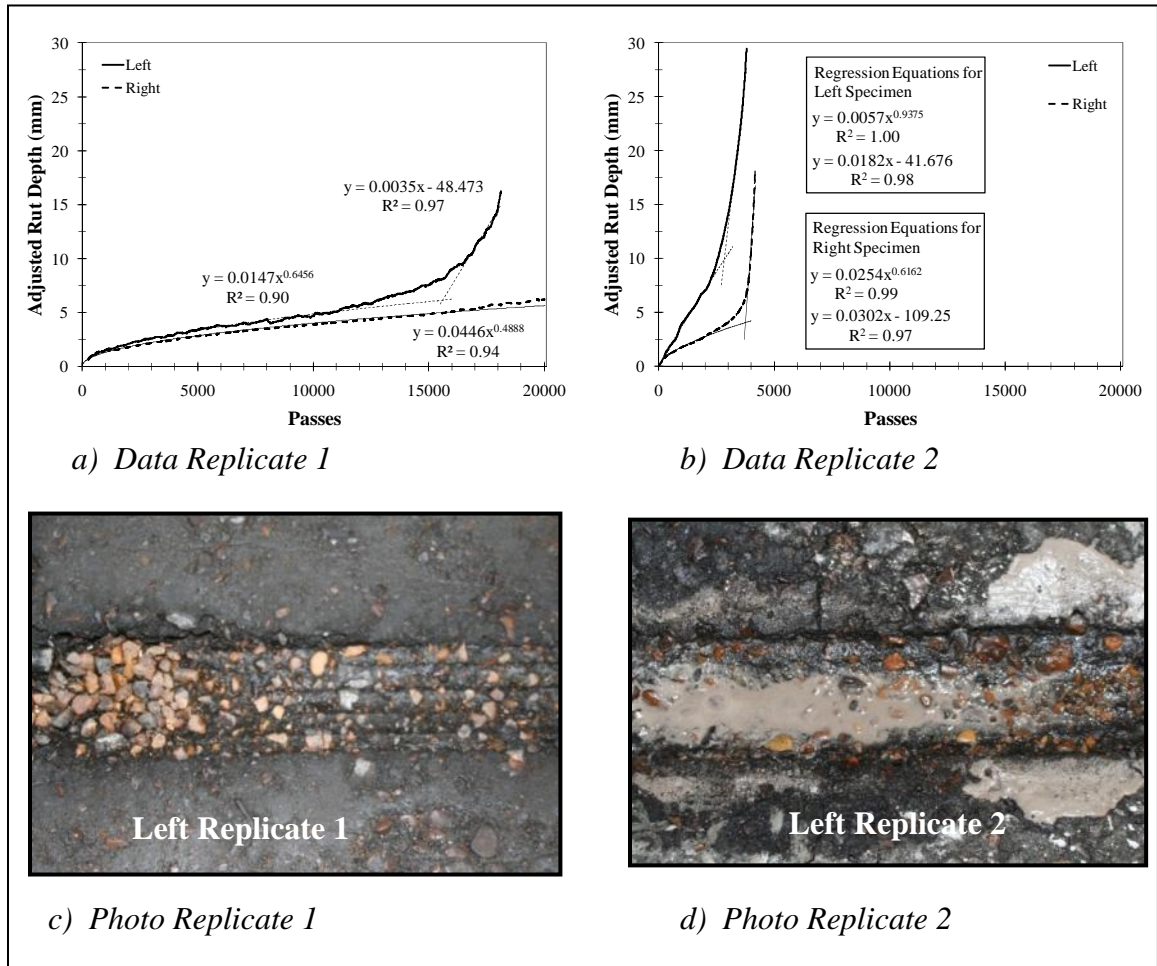 30
25
20
15
10
5
0
Adjusted Rut Depth (mm)
Left
Right
y = 0.0035x - 48.473
R² = 0.97
y = 0.0147x^0.6456
R² = 0.90
y = 0.0446x^0.4888
R² = 0.94
0 5000 10000 15000 20000
Passes
a) Data Replicate 1
30
25
20
15
10
5
0
Adjusted Rut Depth (mm)
Regression Equations for
Left Specimen
y = 0.0057x^0.9375
R² = 1.00
y = 0.0182x - 41.676
R² = 0.98
Left
Right
Regression Equations for
Right Specimen
y = 0.0254x^0.6162
R² = 0.99
y = 0.0302x - 109.25
R² = 0.97
0 5000 10000 15000 20000
Passes
b) Data Replicate 2
Left Replicate 1
c) Photo Replicate 1
Left Replicate 2
d) Photo Replicate 2